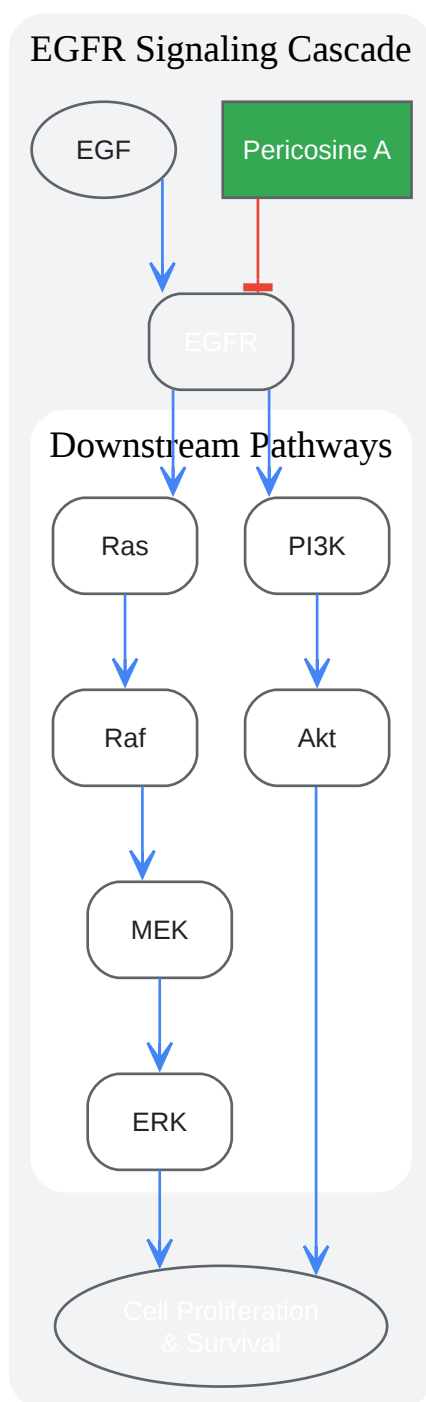 EGFR Signaling Cascade
EGF
Pericosine A
EGFR
Downstream Pathways
Ras
PI3K
Raf
Akt
MEK
ERK
Cell Proliferation
& Survival